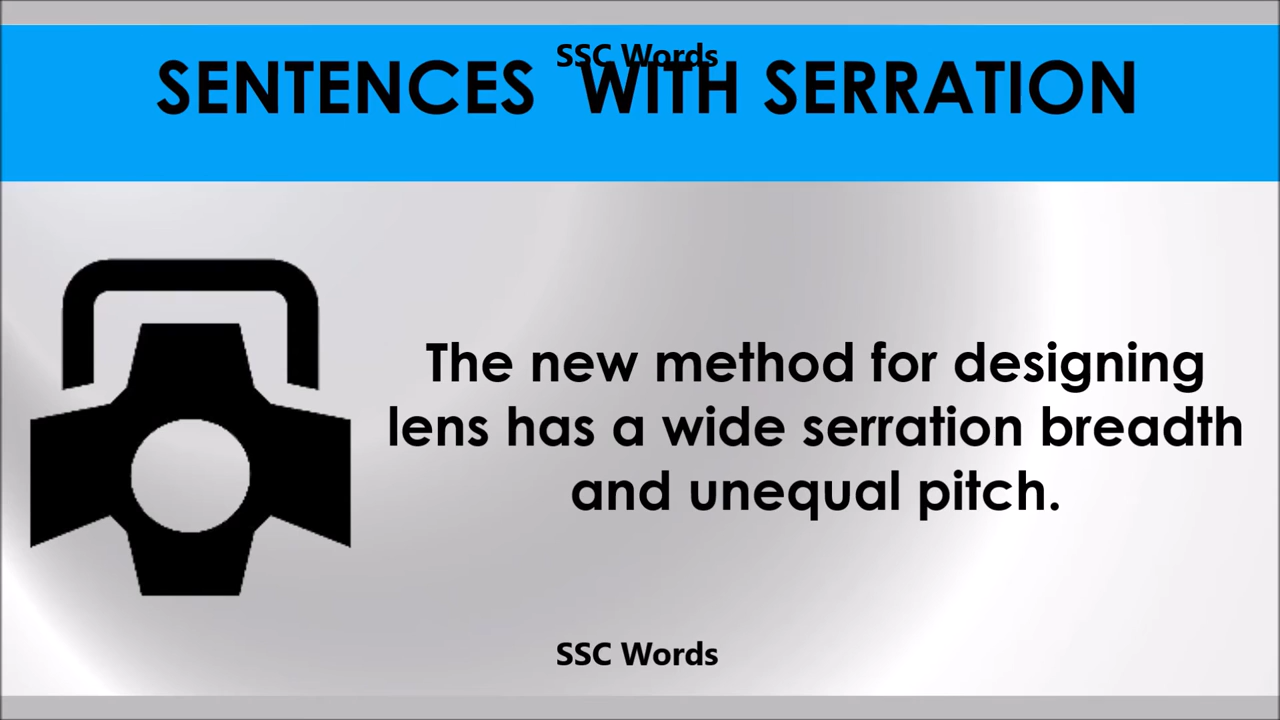 SSC Words
SENTENCES WITH SERRATION
The new method for designing
lens has a wide serration breadth
and unequal pitch.
SSC Words